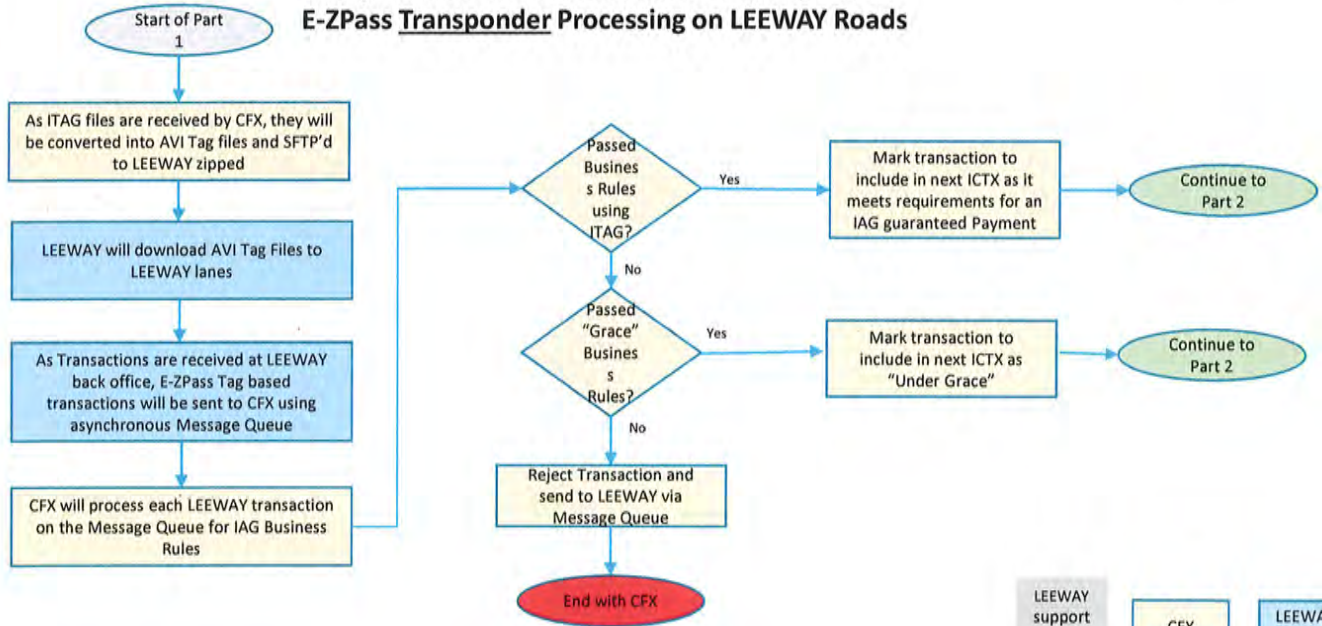 E-ZPass Transponder Processing on LEEWAY Roads
Start of Part
1
As ITAG files are received by CFX, they will
be converted into AVI Tag files and SFTP'd
to LEEWAY zipped
LEEWAY will download AVI Tag Files to
LEEWAY lanes
As Transactions are received at LEEWAY
back office, E-ZPass Tag based
transactions will be sent to CFX using
asynchronous Message Queue
CFX will process each LEEWAY transaction
on the Message Queue for IAG Business
Rules
Passed
Busines
s Rules
using
ITAG?
Yes
Mark transaction to
include in next ICTX as it
meets requirements for an
IAG guaranteed Payment
Continue to
Part 2
No
Passed
“Grace”
Busines
s
Rules?
Yes
Mark transaction to
include in next ICTX as
“Under Grace”
Continue to
Part 2
No
Reject Transaction and
send to LEEWAY via
Message Queue
End with CFX
LEEWAY
support